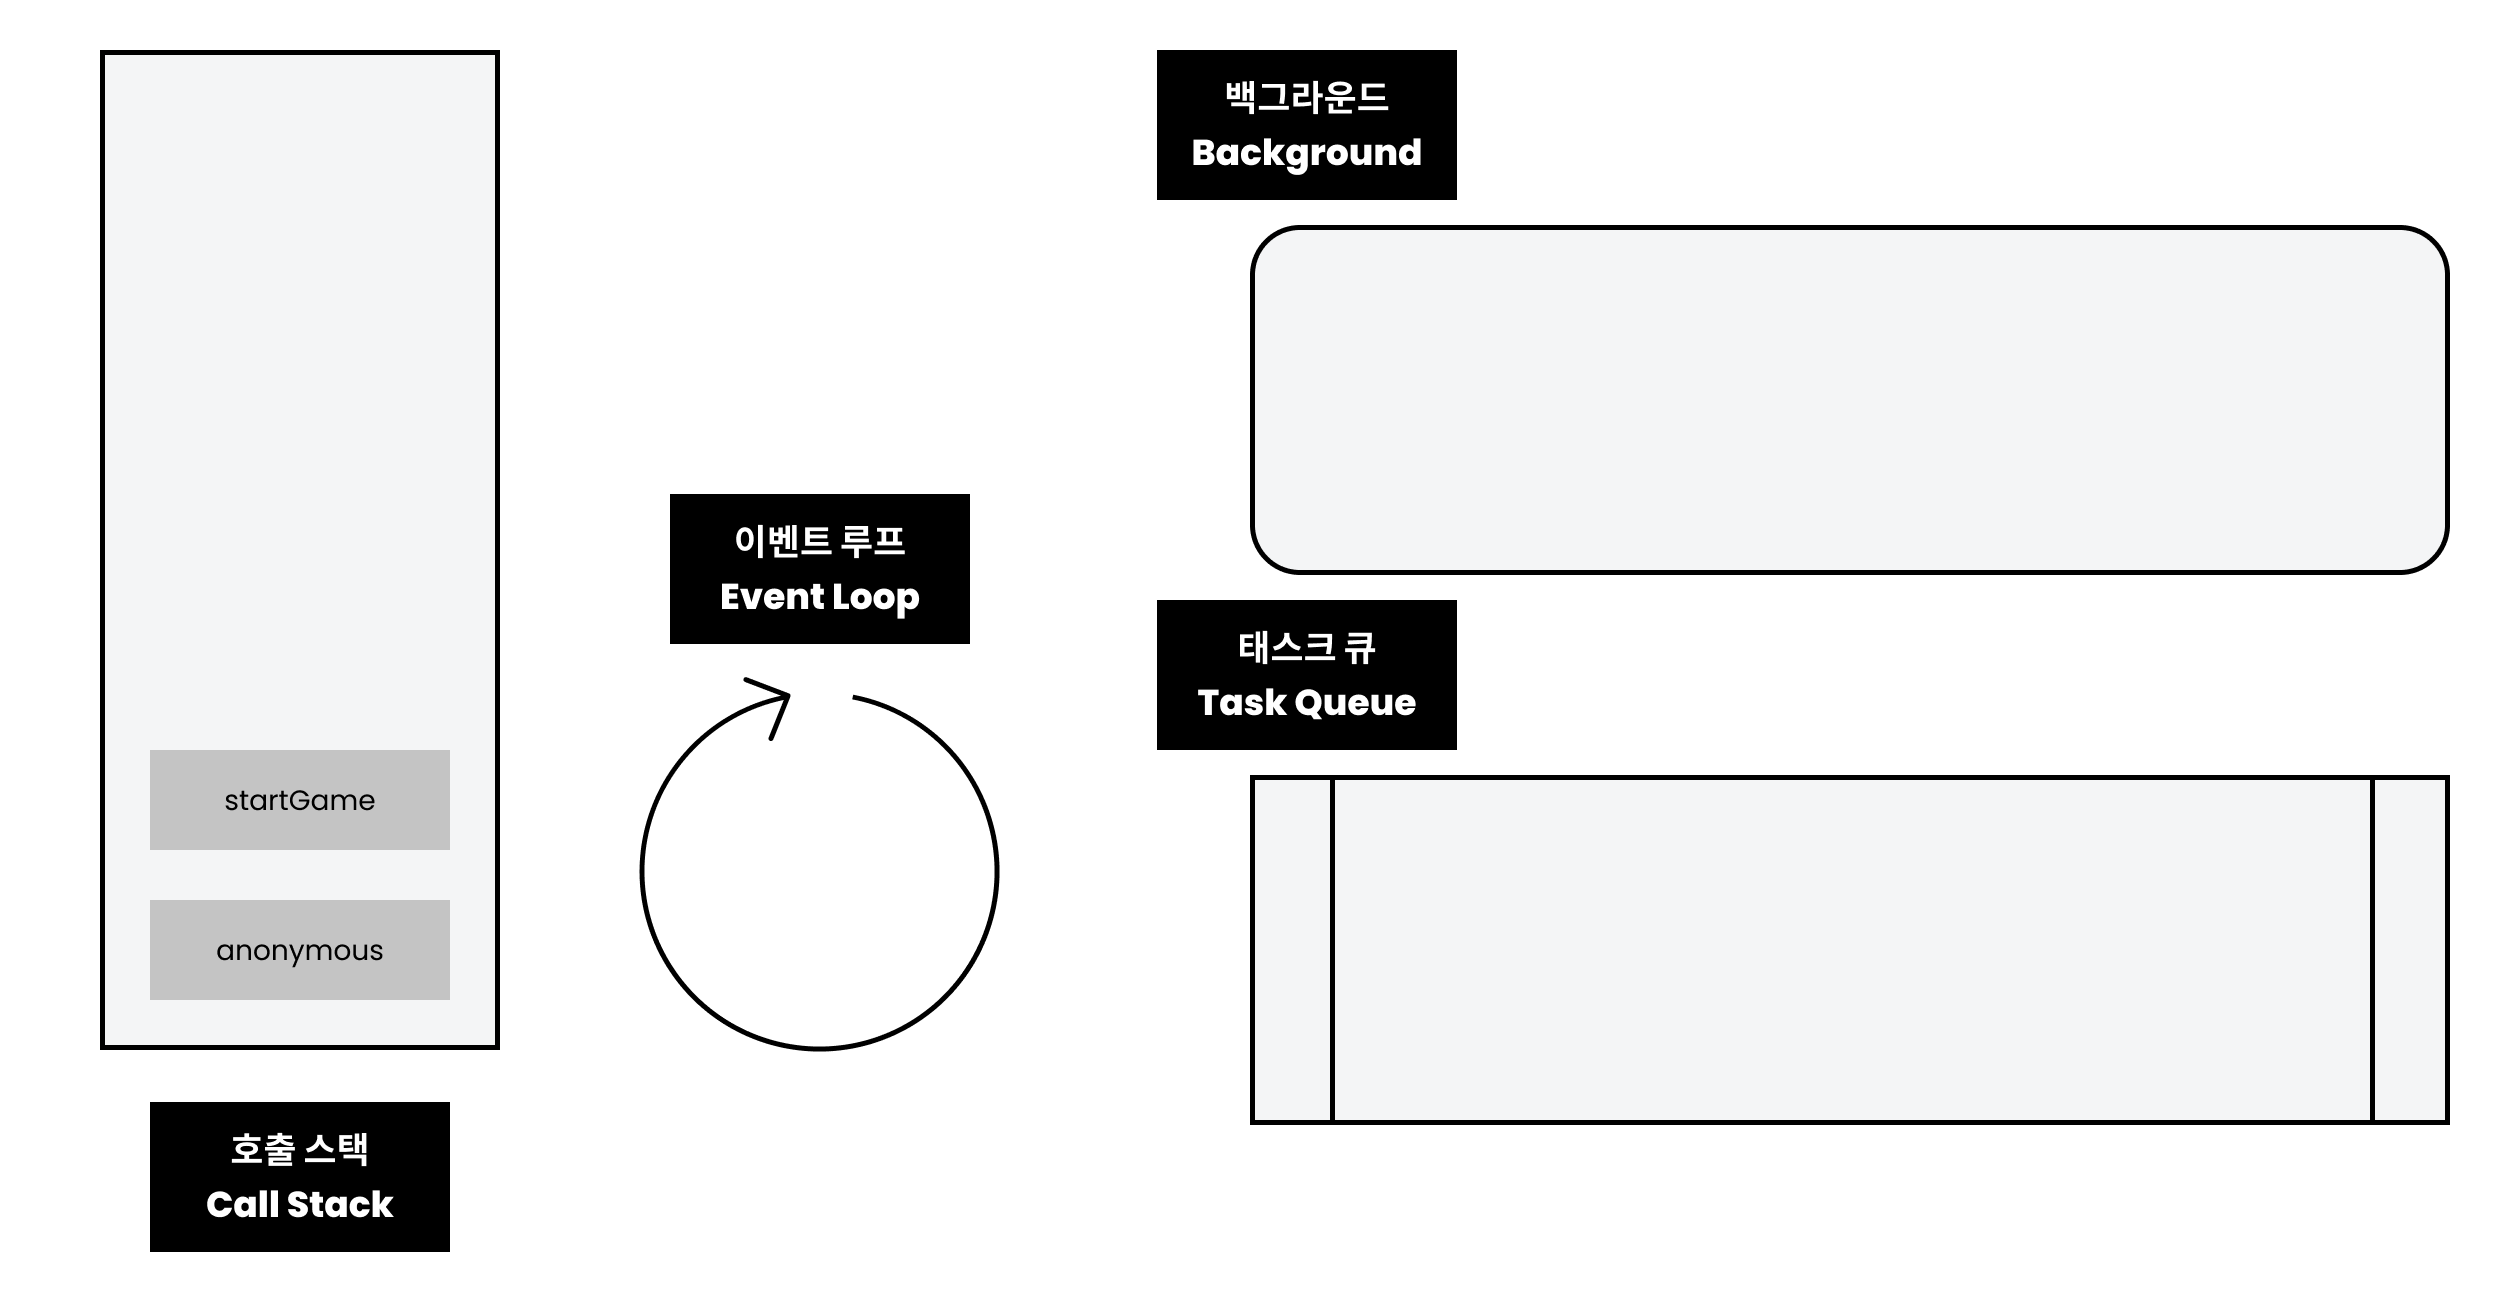 백그라운드
Background
이벤트 루프
Event Loop
태스크 큐
Task Queue
startGame
anonymous
호출 스택
Call Stack